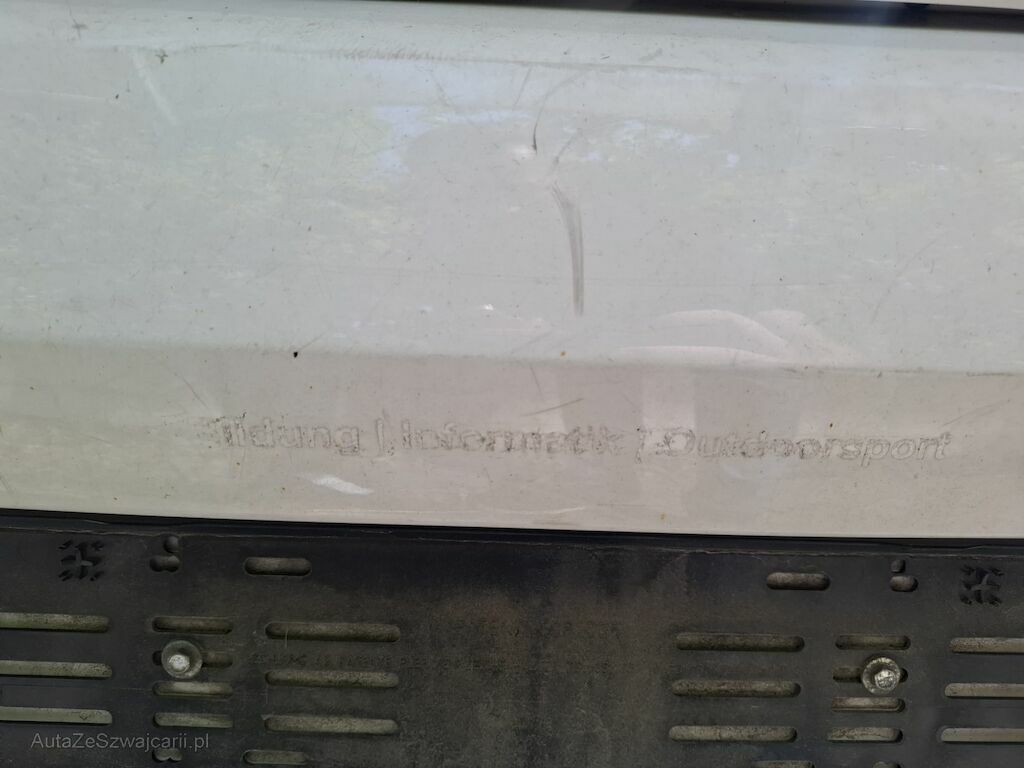 Bildung | Informatik | Outdoorsport
AutaZeSzwajcarii.pl